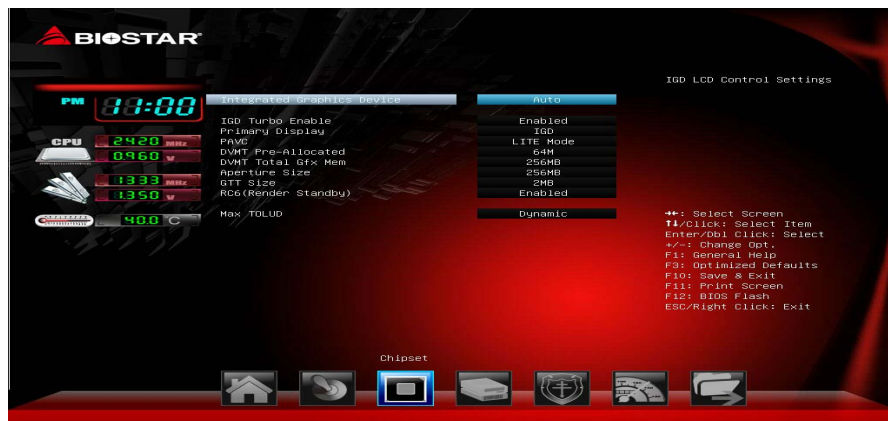 BIOSTAR
IGD LCD Control Settings
PM 11:00
Integrated Graphics Device Auto
IGD Turbo Enable Enabled
Primary Display IGD
PAVC LITE Mode
DVMT Pre-Allocated 64M
DVMT Total Gfx Mem 256MB
Aperture Size 256MB
GTT Size 2MB
RC6(Render Standby) Enabled
Max TOLUD Dynamic
CPU 2420 MHz
0.960 V
1333 MHz
1.350 V
40.0 C
→←: Select Screen
↑↓/Click: Select Item
Enter/Dbl Click: Select
+/-: Change Opt.
F1: General Help
F3: Optimized Defaults
F10: Save & Exit
F11: Print Screen
F12: BIOS Flash
ESC/Right Click: Exit
Chipset